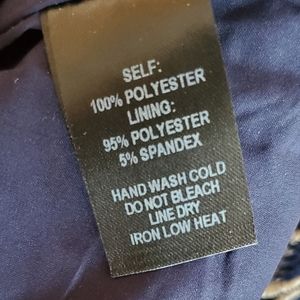 SELF:
100% POLYESTER
LINING:
95% POLYESTER
5% SPANDEX
HAND WASH COLD
DO NOT BLEACH
LINE DRY
IRON LOW HEAT